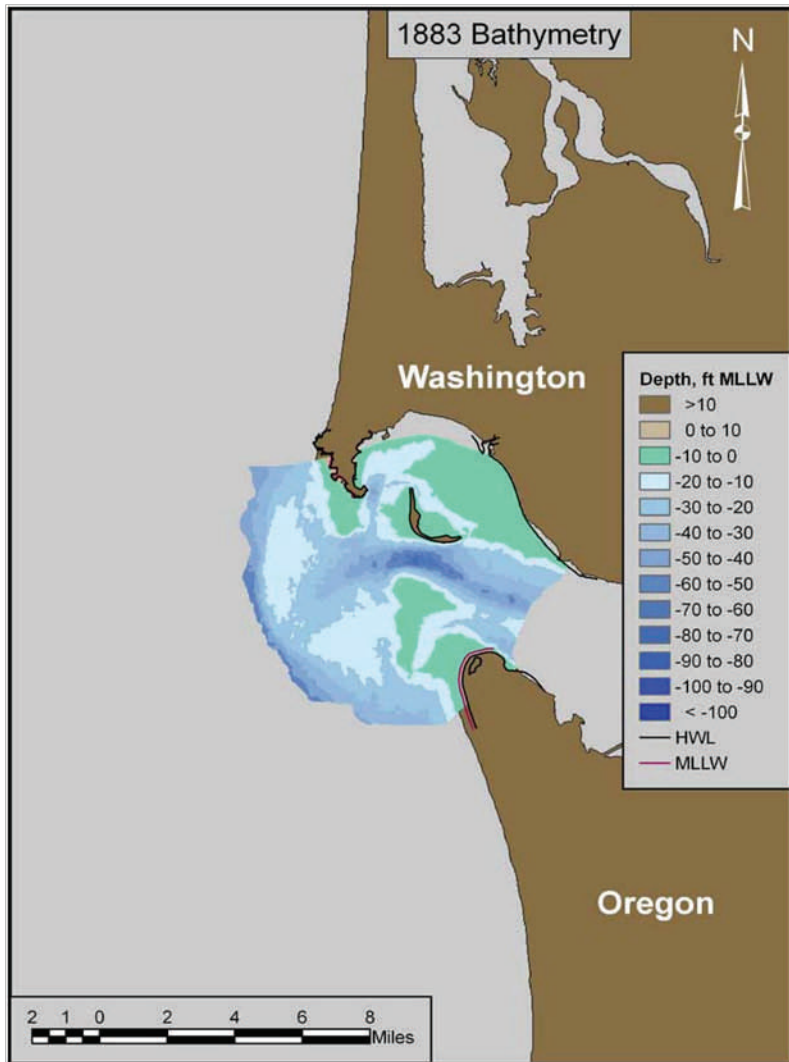 1883 Bathymetry
N
Washington
Depth, ft MLLW
>10
0 to 10
-10 to 0
-20 to -10
-30 to -20
-40 to -30
-50 to -40
-60 to -50
-70 to -60
-80 to -70
-90 to -80
-100 to -90
< -100
HWL
MLLW
Oregon
2 1 0 2 4 6 8
Miles